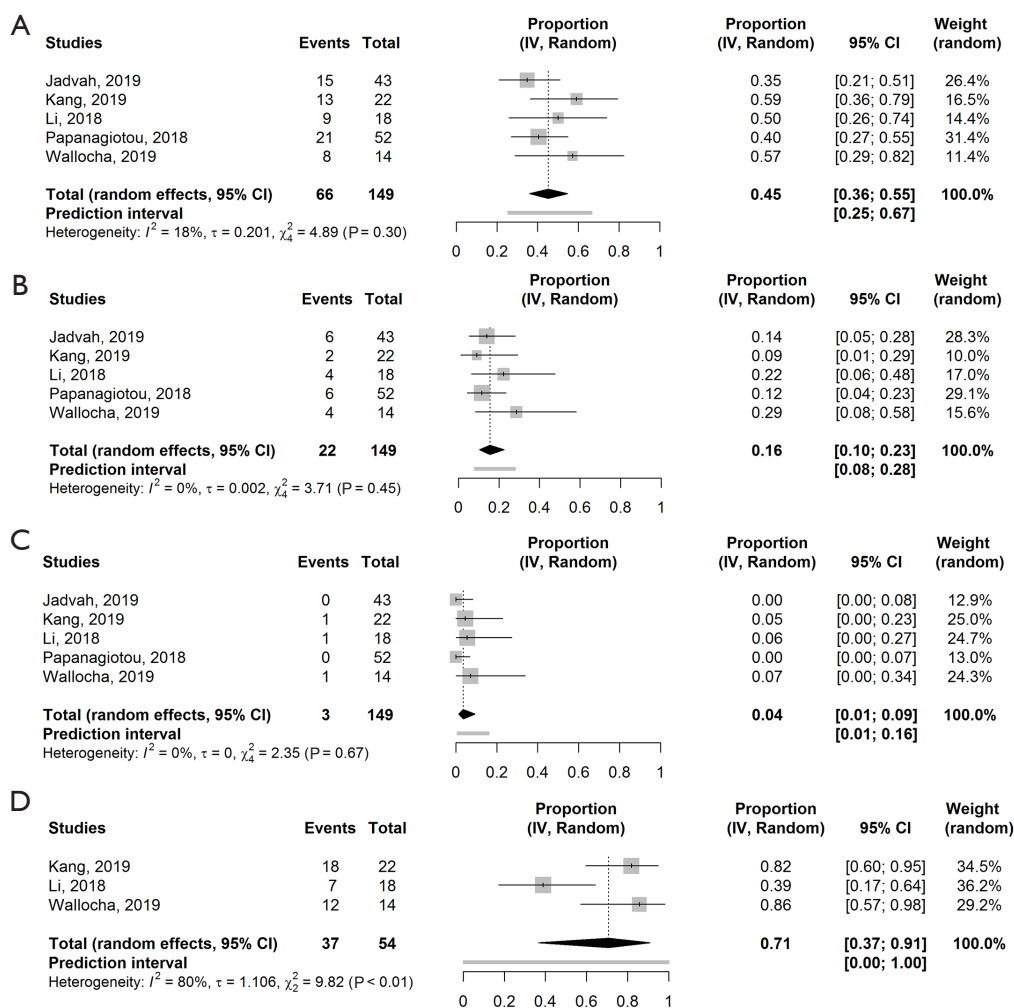 A
Studies Events Total Proportion (IV, Random) Proportion (IV, Random) 95% CI Weight (random)
Jadvah, 2019 15 43 0.35 [0.21; 0.51] 26.4%
Kang, 2019 13 22 0.59 [0.36; 0.79] 16.5%
Li, 2018 9 18 0.50 [0.26; 0.74] 14.4%
Papanagiotou, 2018 21 52 0.40 [0.27; 0.55] 31.4%
Wallocha, 2019 8 14 0.57 [0.29; 0.82] 11.4%
Total (random effects, 95% CI) 66 149 0.45 [0.36; 0.55] 100.0%
Prediction interval [0.25; 0.67]
Heterogeneity: I² = 18%, τ = 0.201, χ²₄ = 4.89 (P = 0.30)
0 0.2 0.4 0.6 0.8 1
B
Studies Events Total Proportion (IV, Random) Proportion (IV, Random) 95% CI Weight (random)
Jadvah, 2019 6 43 0.14 [0.05; 0.28] 28.3%
Kang, 2019 2 22 0.09 [0.01; 0.29] 10.0%
Li, 2018 4 18 0.22 [0.06; 0.48] 17.0%
Papanagiotou, 2018 6 52 0.12 [0.04; 0.23] 29.1%
Wallocha, 2019 4 14 0.29 [0.08; 0.58] 15.6%
Total (random effects, 95% CI) 22 149 0.16 [0.10; 0.23] 100.0%
Prediction interval [0.08; 0.28]
Heterogeneity: I² = 0%, τ = 0.002, χ²₄ = 3.71 (P = 0.45)
0 0.2 0.4 0.6 0.8 1
C
Studies Events Total Proportion (IV, Random) Proportion (IV, Random) 95% CI Weight (random)
Jadvah, 2019 0 43 0.00 [0.00; 0.08] 12.9%
Kang, 2019 1 22 0.05 [0.00; 0.23] 25.0%
Li, 2018 1 18 0.06 [0.00; 0.27] 24.7%
Papanagiotou, 2018 0 52 0.00 [0.00; 0.07] 13.0%
Wallocha, 2019 1 14 0.07 [0.00; 0.34] 24.3%
Total (random effects, 95% CI) 3 149 0.04 [0.01; 0.09] 100.0%
Prediction interval [0.01; 0.16]
Heterogeneity: I² = 0%, τ = 0, χ²₄ = 2.35 (P = 0.67)
0 0.2 0.4 0.6 0.8 1
D
Studies Events Total Proportion (IV, Random) Proportion (IV, Random) 95% CI Weight (random)
Kang, 2019 18 22 0.82 [0.60; 0.95] 34.5%
Li, 2018 7 18 0.39 [0.17; 0.64] 36.2%
Wallocha, 2019 12 14 0.86 [0.57; 0.98] 29.2%
Total (random effects, 95% CI) 37 54 0.71 [0.37; 0.91] 100.0%
Prediction interval [0.00; 1.00]
Heterogeneity: I² = 80%, τ = 1.106, χ²₂ = 9.82 (P < 0.01)
0 0.2 0.4 0.6 0.8 1